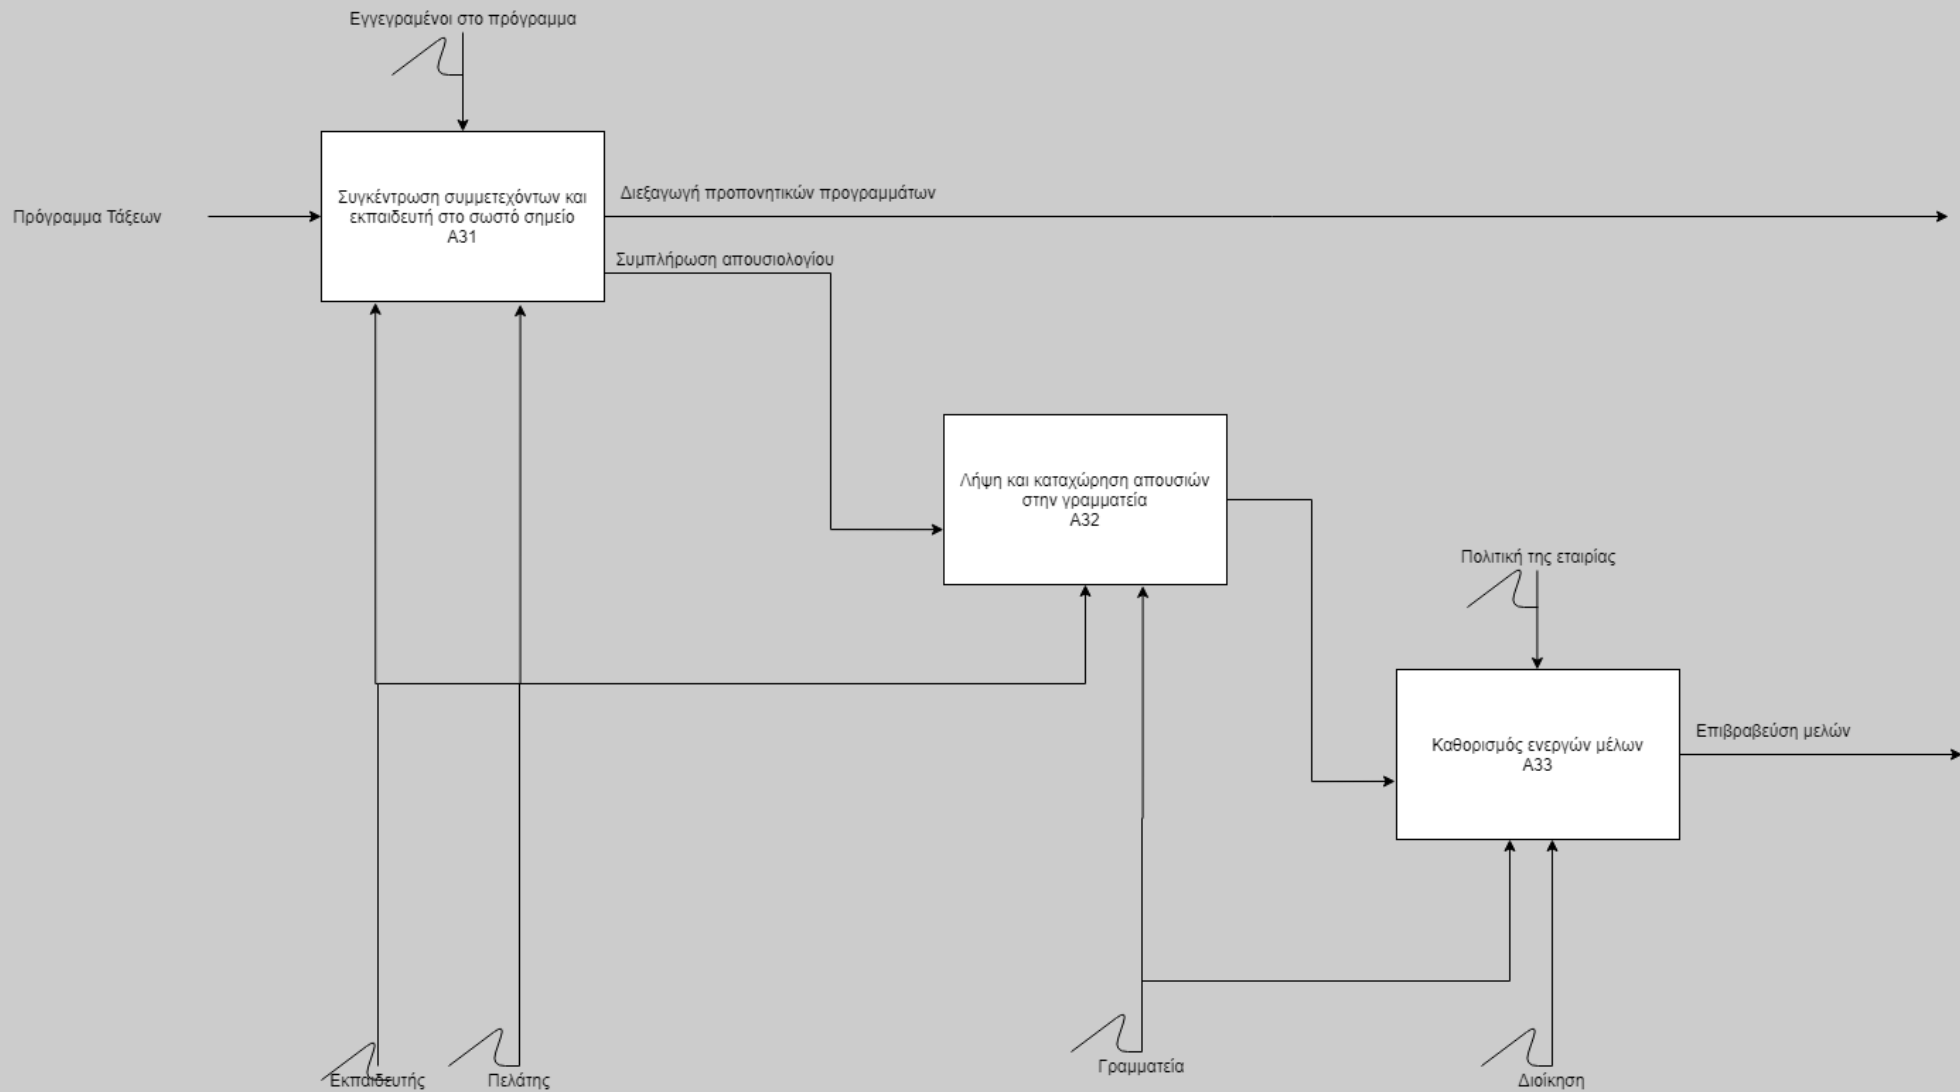 Εγγεγραμένοι στο πρόγραμμα
Συγκέντρωση συμμετεχόντων και
εκπαιδευτή στο σωστό σημείο
A31
Πρόγραμμα Τάξεων
Διεξαγωγή προπονητικών προγραμμάτων
Συμπλήρωση απουσιολογίου
Λήψη και καταχώρηση απουσιών
στην γραμματεία
A32
Πολιτική της εταιρίας
Καθορισμός ενεργών μέλων
A33
Επιβραβεύση μελών
Εκπαιδευτής
Πελάτης
Γραμματεία
Διοίκηση